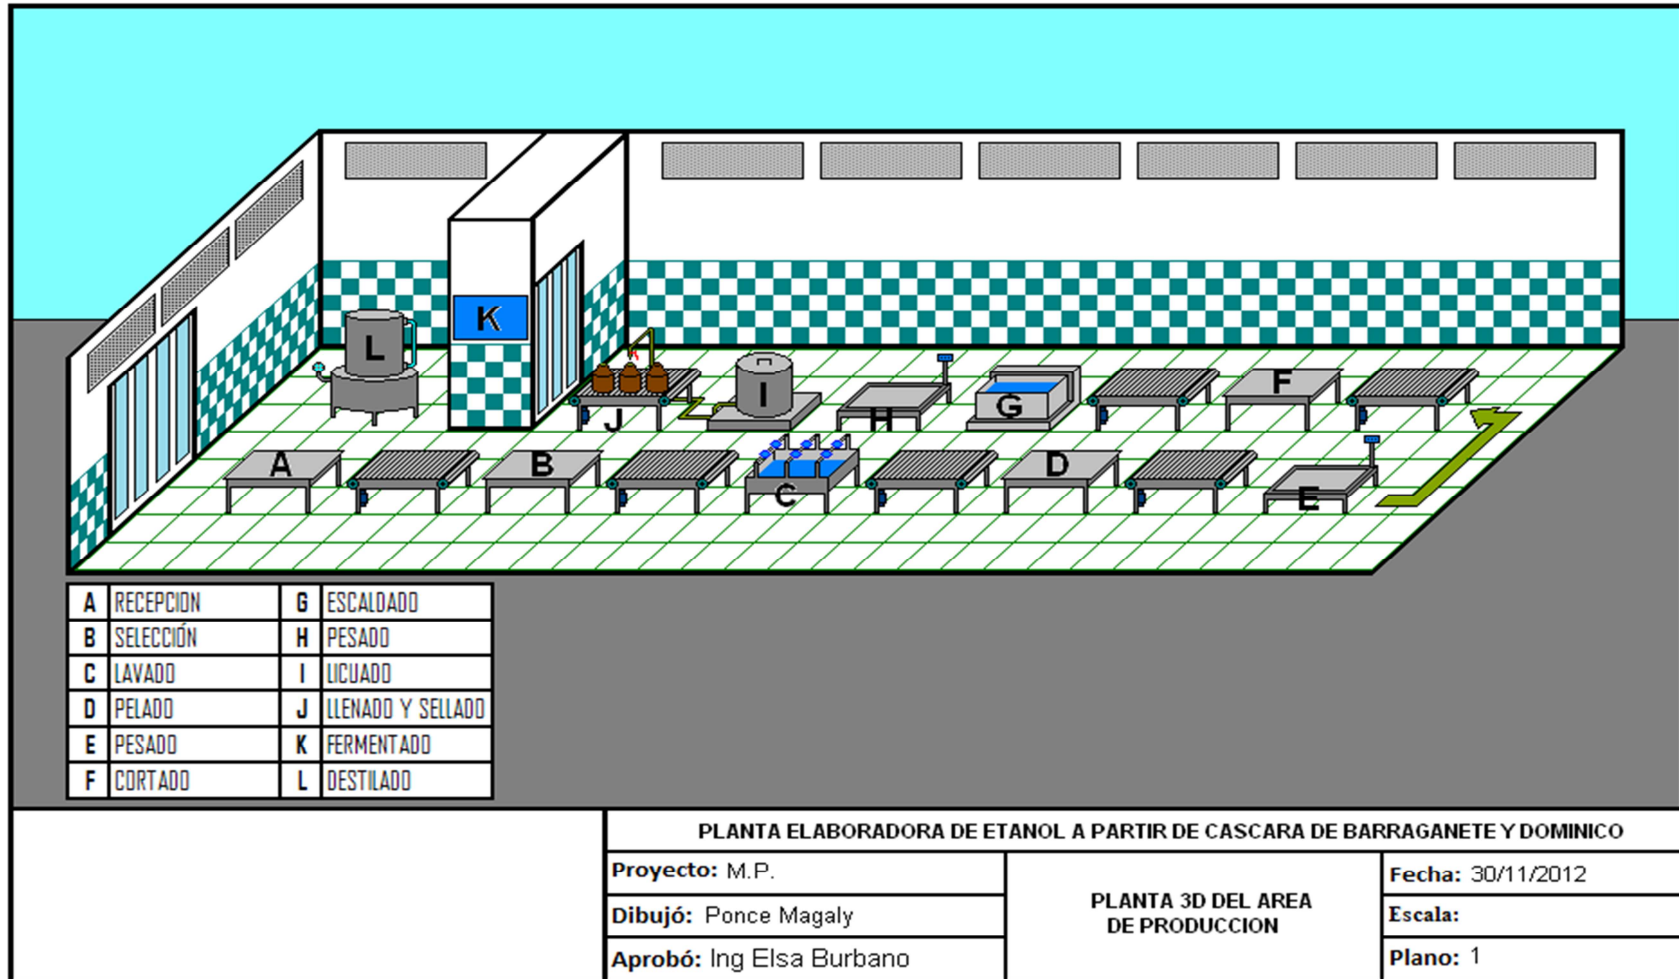 K
L
J
I
H
G
F
A
B
C
D
E
A RECEPCION G ESCALDADO
B SELECCIÓN H PESADO
C LAVADO I LICUADO
D PELADO J LLENADO Y SELLADO
E PESADO K FERMENTADO
F CORTADO L DESTILADO
PLANTA ELABORADORA DE ETANOL A PARTIR DE CASCARA DE BARRAGANETE Y DOMINICO
Proyecto: M.P.
Dibujó: Ponce Magaly
Aprobó: Ing Elsa Burbano
PLANTA 3D DEL AREA
DE PRODUCCION
Fecha: 30/11/2012
Escala:
Plano: 1